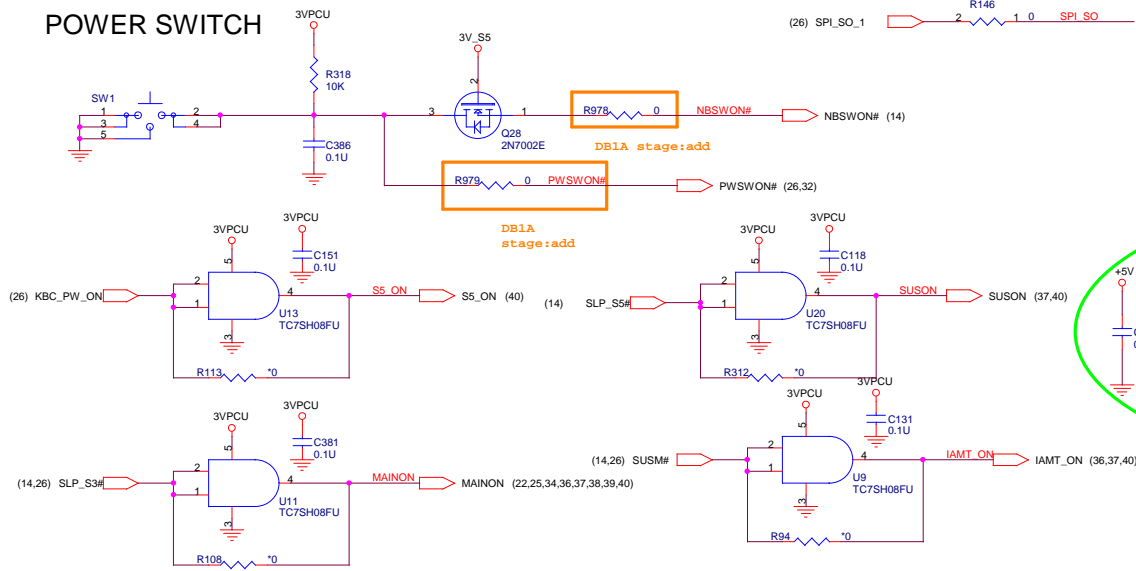 POWER SWITCH
3VPCU
R318
10K
SW1
1
3
5
2
4
C386
0.1U
3V_S5
2
3
1
Q28
2N7002E
R978
0
NBSWON#
NBSWON# (14)
DB1A stage:add
R979
0
PWSWON#
PWSWON# (26,32)
DB1A
stage:add
(26) SPI_SO_1
2
R146
1
0
SPI_SO
3VPCU
3VPCU
C151
0.1U
5
(26) KBC_PW_ON
2
1
4
S5_ON
S5_ON (40)
U13
TC7SH08FU
3
R113
*0
3VPCU
3VPCU
C118
0.1U
5
(14)
SLP_S5#
2
1
4
SUSON
SUSON (37,40)
U20
TC7SH08FU
3
R312
*0
+5V
C
0
3VPCU
3VPCU
C381
0.1U
5
(14,26) SLP_S3#
2
1
4
MAINON
MAINON (22,25,34,36,37,38,39,40)
U11
TC7SH08FU
3
R108
*0
3VPCU
3VPCU
C131
0.1U
5
(14,26) SUSM#
2
1
4
IAMT_ON
IAMT_ON (36,37,40)
U9
TC7SH08FU
3
R94
*0